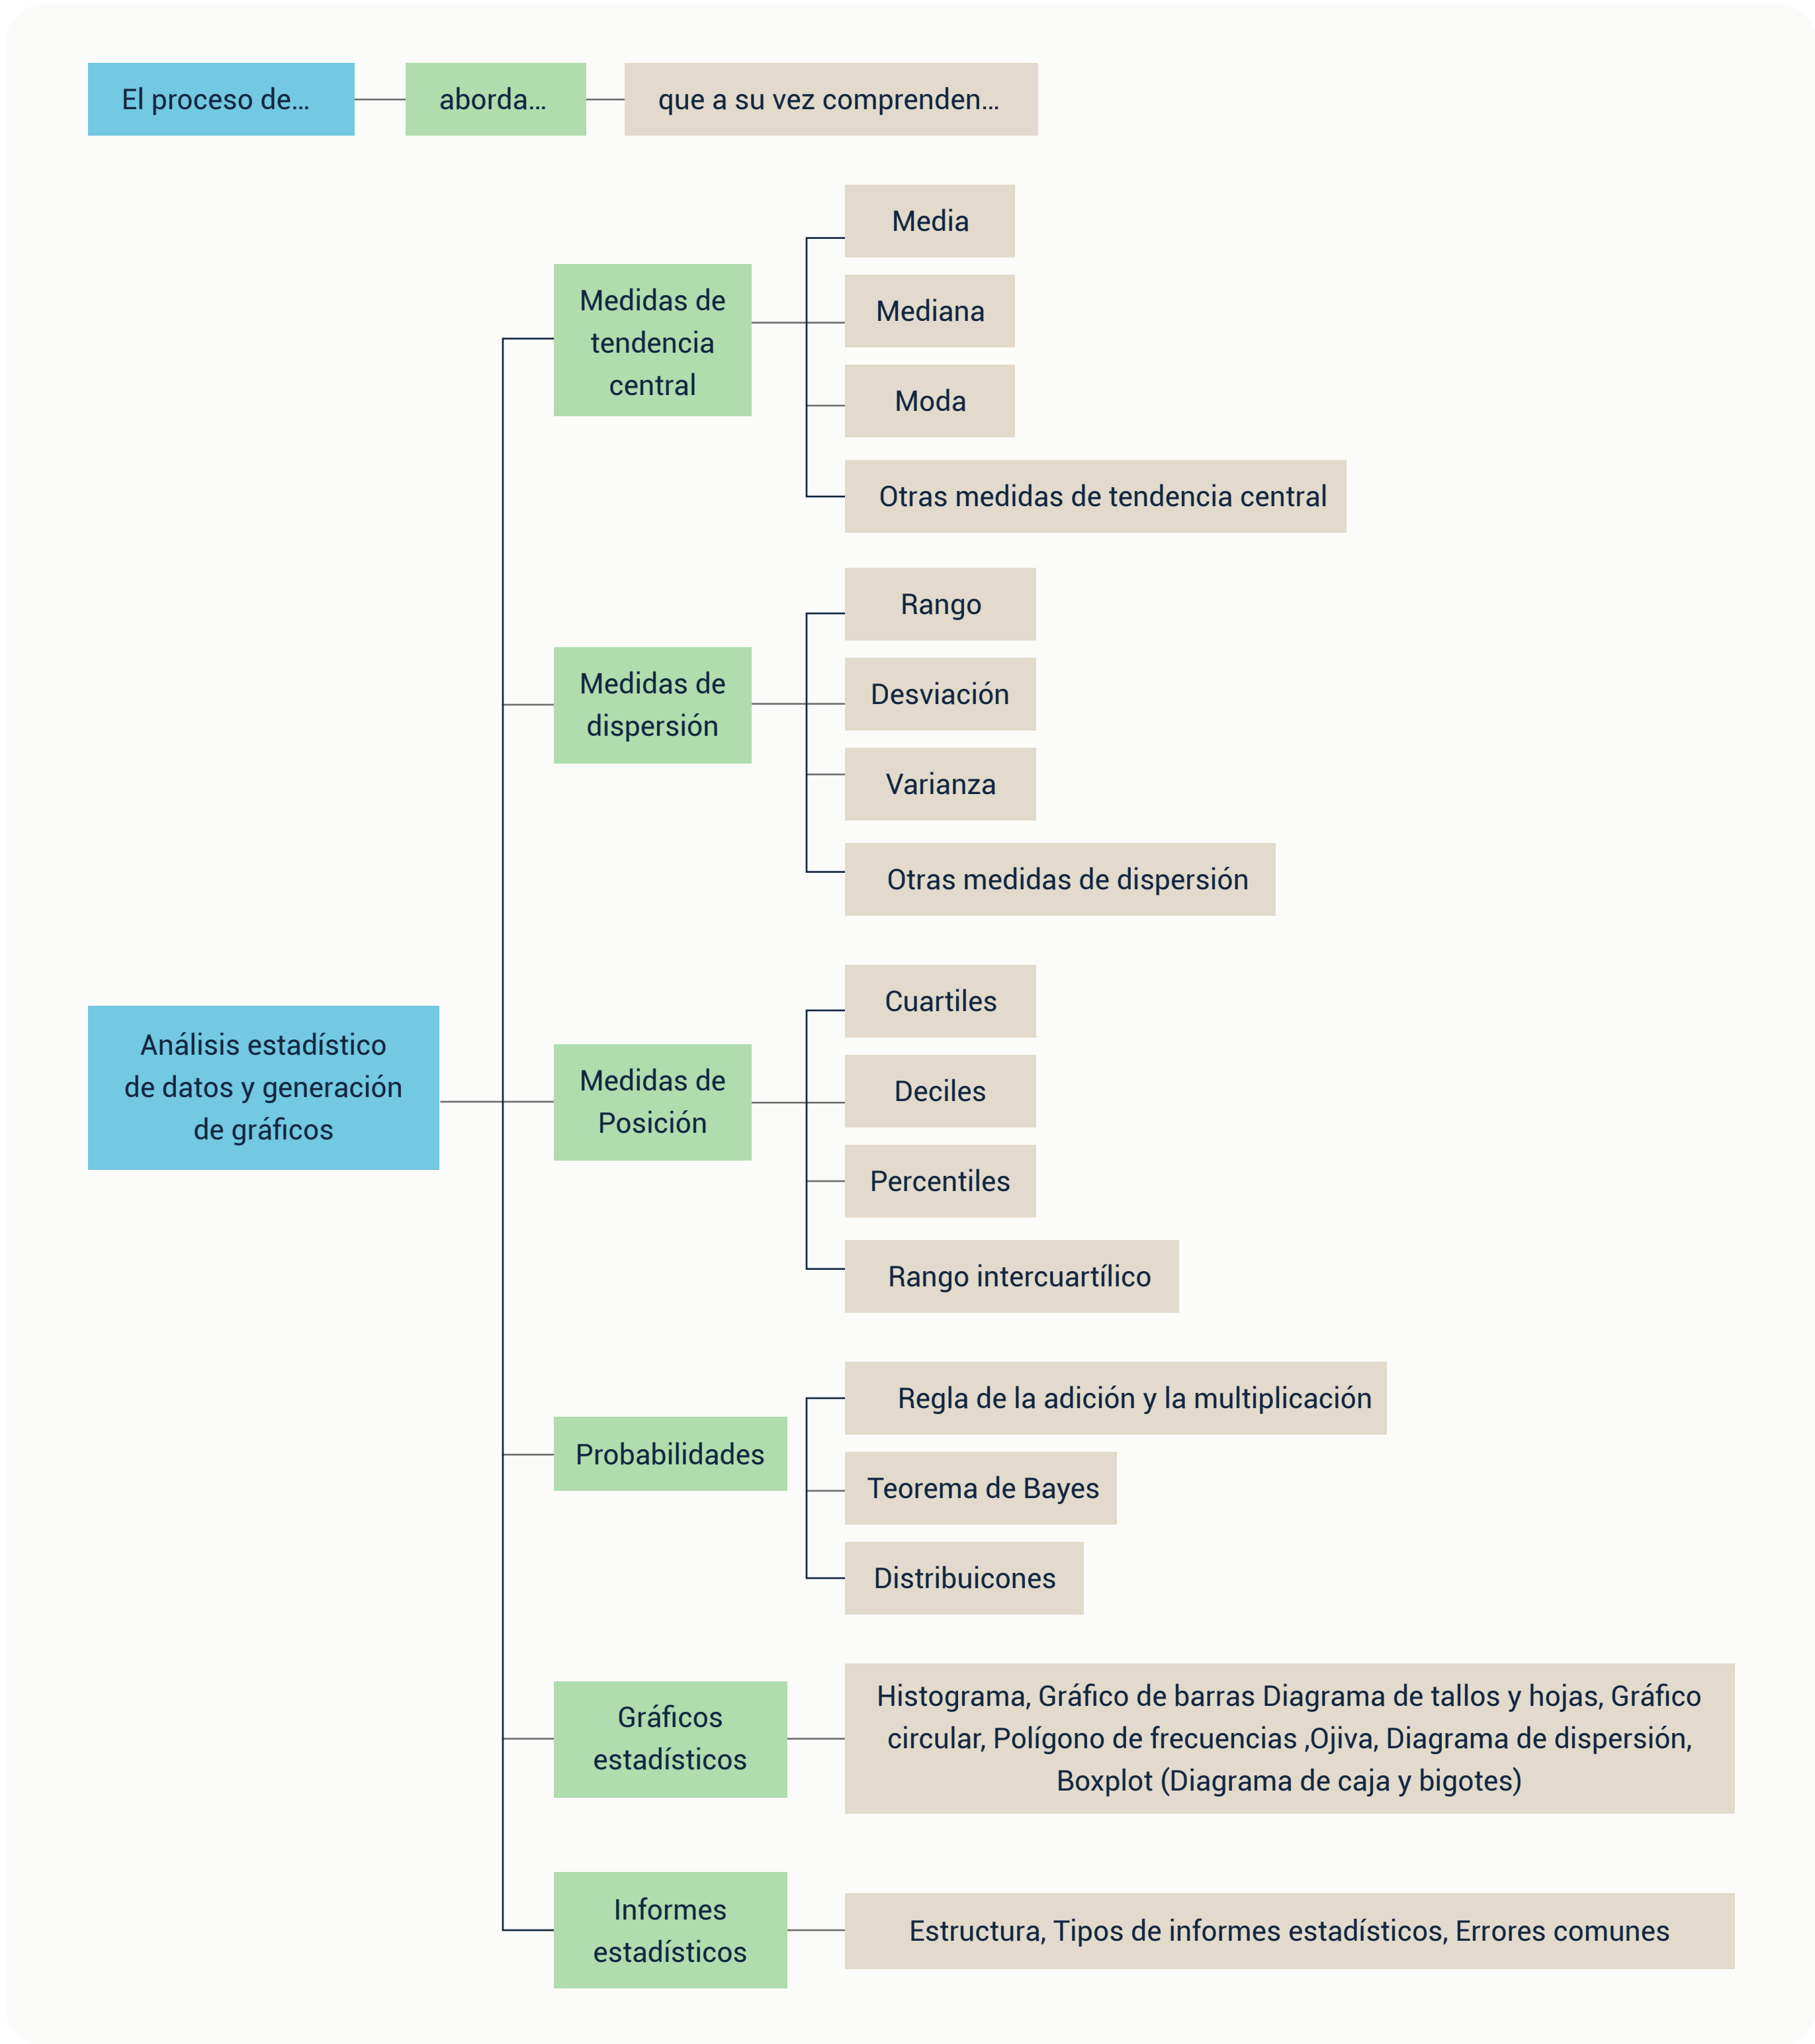 El proceso de...
aborda...
que a su vez comprenden...
Medidas de
tendencia
central
Media
Mediana
Moda
Otras medidas de tendencia central
Medidas de
dispersión
Rango
Desviación
Varianza
Otras medidas de dispersión
Análisis estadístico
de datos y generación
de gráficos
Medidas de
Posición
Cuartiles
Deciles
Percentiles
Rango intercuartílico
Probabilidades
Regla de la adición y la multiplicación
Teorema de Bayes
Distribuicones
Gráficos
estadísticos
Histograma, Gráfico de barras Diagrama de tallos y hojas, Gráfico
circular, Polígono de frecuencias ,Ojiva, Diagrama de dispersión,
Boxplot (Diagrama de caja y bigotes)
Informes
estadísticos
Estructura, Tipos de informes estadísticos, Errores comunes